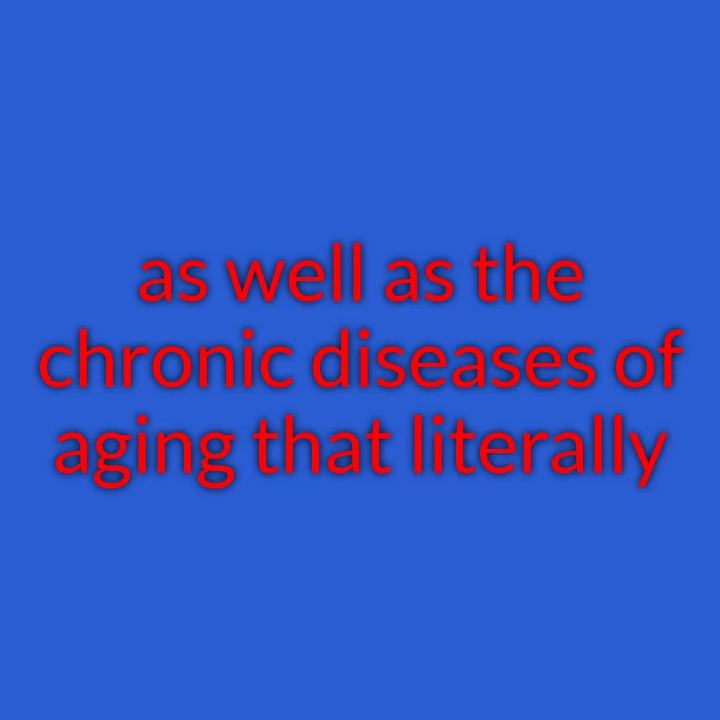 as well as the
chronic diseases of
aging that literally